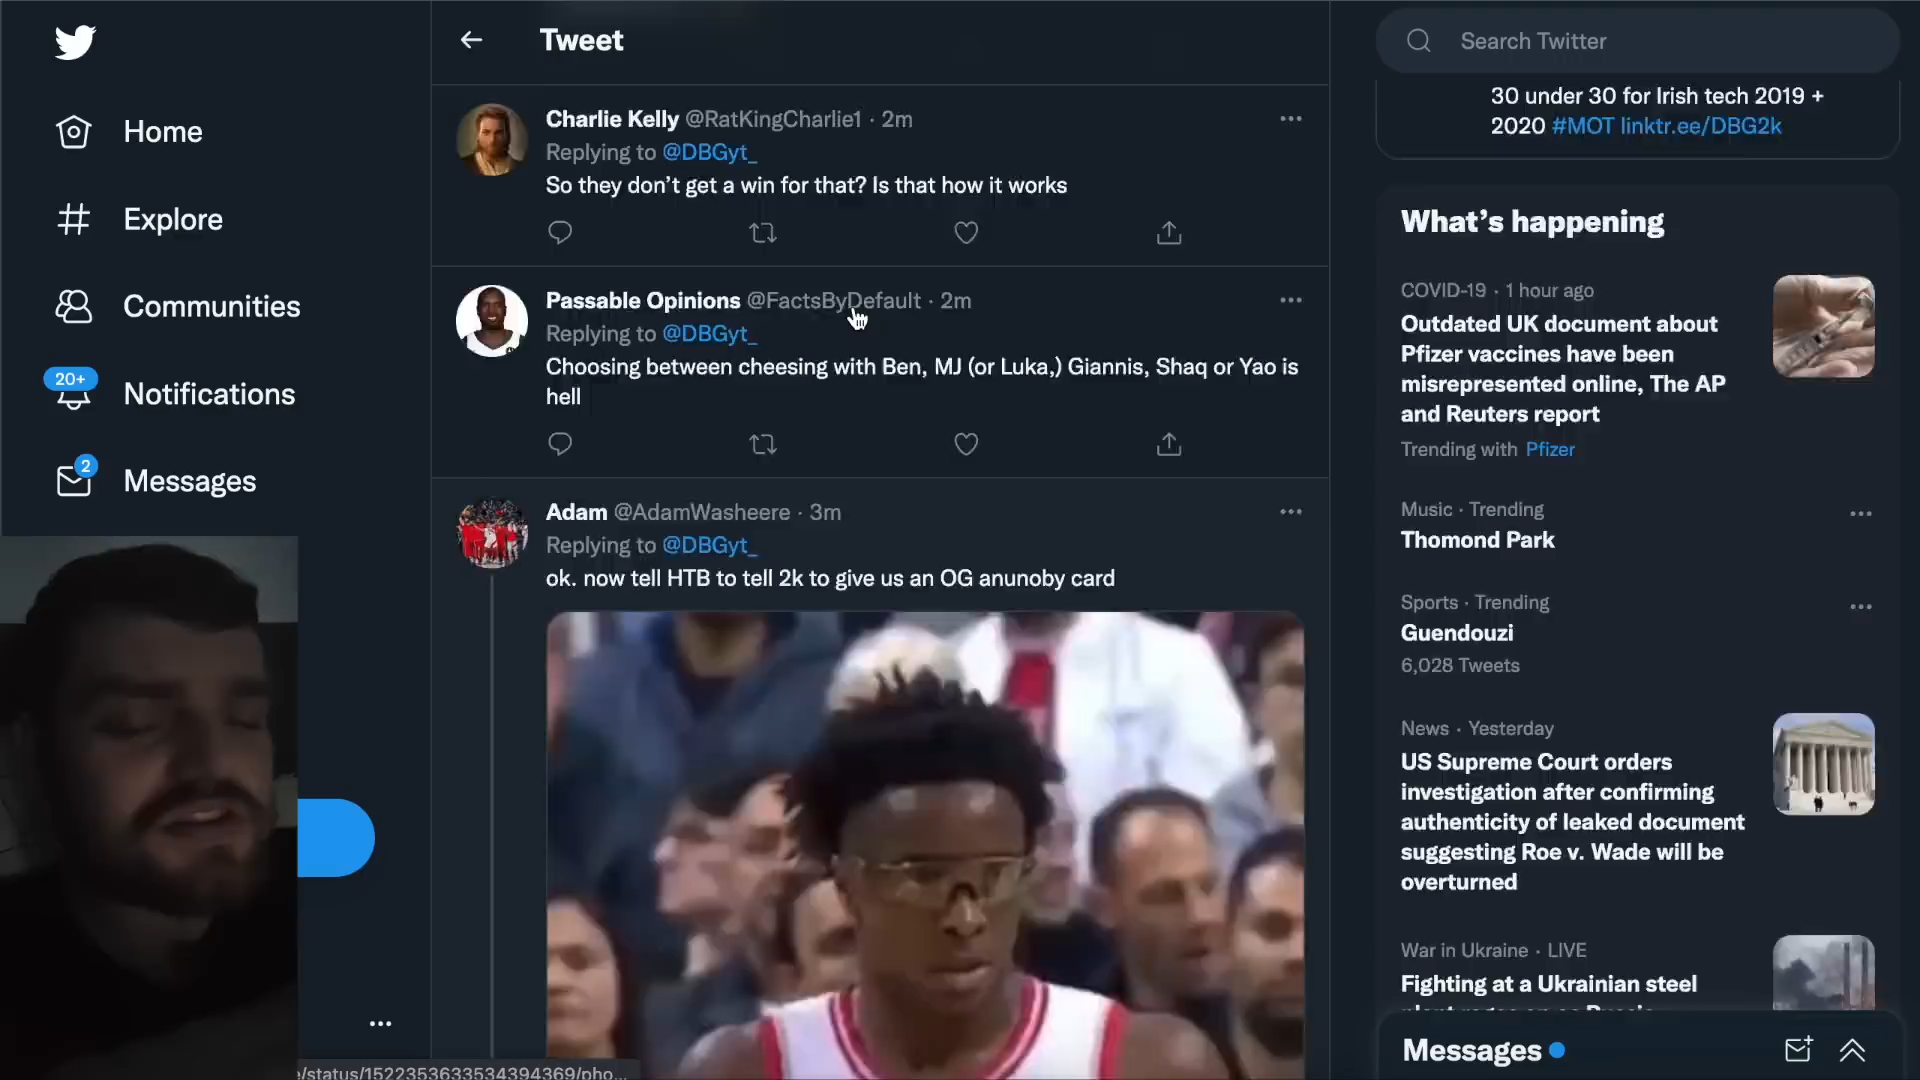 Home
Explore
Communities
20+
Notifications
2
Messages
Tweet
Charlie Kelly @RatKingCharlie1 · 2m
Replying to @DBGyt_
So they don't get a win for that? Is that how it works
Passable Opinions @FactsByDefault · 2m
Replying to @DBGyt_
Choosing between cheesing with Ben, MJ (or Luka,) Giannis, Shaq or Yao is
hell
Adam @AdamWasheere · 3m
Replying to @DBGyt_
ok. now tell HTB to tell 2k to give us an OG anunoby card
e/status/1522353633534394369/pho...
Search Twitter
30 under 30 for Irish tech 2019 +
2020 #MOT linktr.ee/DBG2k
What's happening
COVID-19 · 1 hour ago
Outdated UK document about
Pfizer vaccines have been
misrepresented online, The AP
and Reuters report
Trending with Pfizer
Music · Trending
Thomond Park
Sports · Trending
Guendouzi
6,028 Tweets
News · Yesterday
US Supreme Court orders
investigation after confirming
authenticity of leaked document
suggesting Roe v. Wade will be
overturned
War in Ukraine · LIVE
Fighting at a Ukrainian steel
Messages